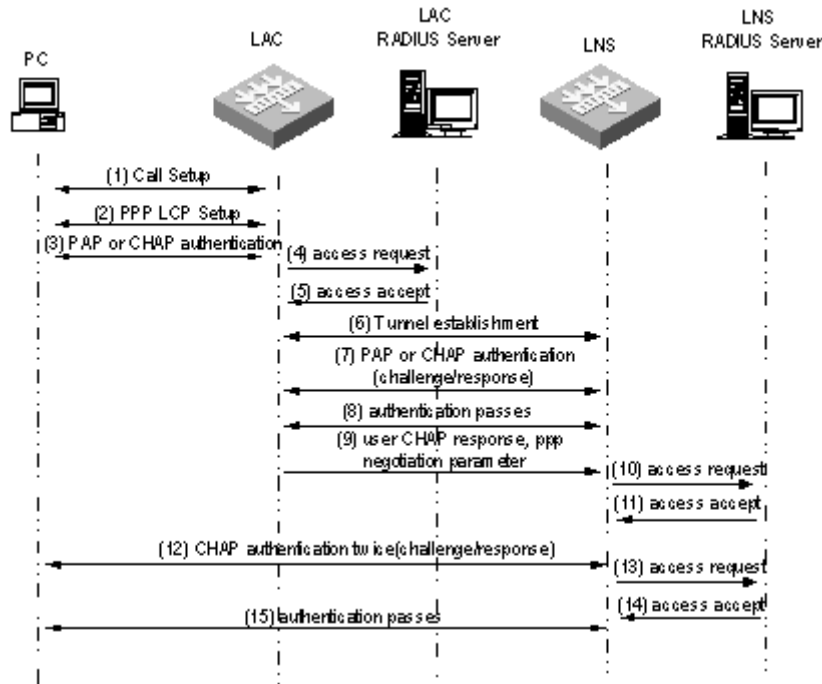 LAC
RADIUS Server
LNS
RADIUS Server
LAC
LNS
PC
(1) Call Setup
(2) PPP LCP Setup
(3) PAP or CHAP authentication
(4) access request
(5) access accept
(6) Tunnel establishment
(7) PAP or CHAP authentication
(challenge/response)
(8) authentication passes
(9) user CHAP response, ppp
negotiation parameter
(10) access request
(11) access accept
(12) CHAP authentication twice(challenge/response)
(13) access request
(14) access accept
(15) authentication passes